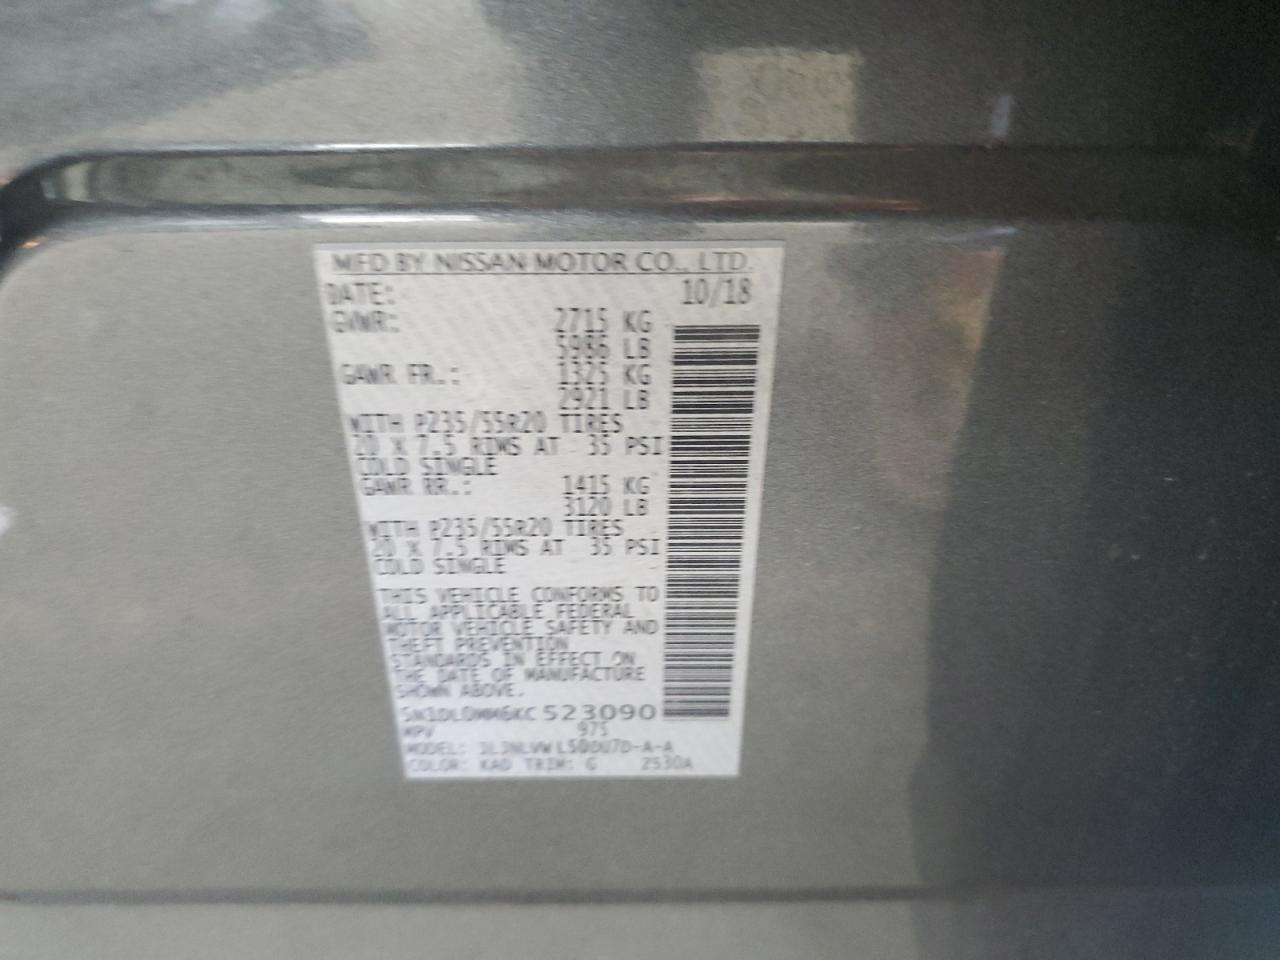 MFD BY NISSAN MOTOR CO., LTD.
DATE: 10/18
GVWR: 2715 KG
5986 LB
GAWR FR.: 1325 KG
2921 LB
WITH P235/55R20 TIRES
20 X 7.5 RIMS AT 35 PSI
COLD SINGLE
GAWR RR.: 1415 KG
3120 LB
WITH P235/55R20 TIRES
20 X 7.5 RIMS AT 35 PSI
COLD SINGLE
THIS VEHICLE CONFORMS TO
ALL APPLICABLE FEDERAL
MOTOR VEHICLE SAFETY AND
THEFT PREVENTION
STANDARDS IN EFFECT ON
THE DATE OF MANUFACTURE
SHOWN ABOVE.
5N1DL0MM6KC523090
MPV 975
MODEL:
COLOR: KAD TRIM: G 2530A